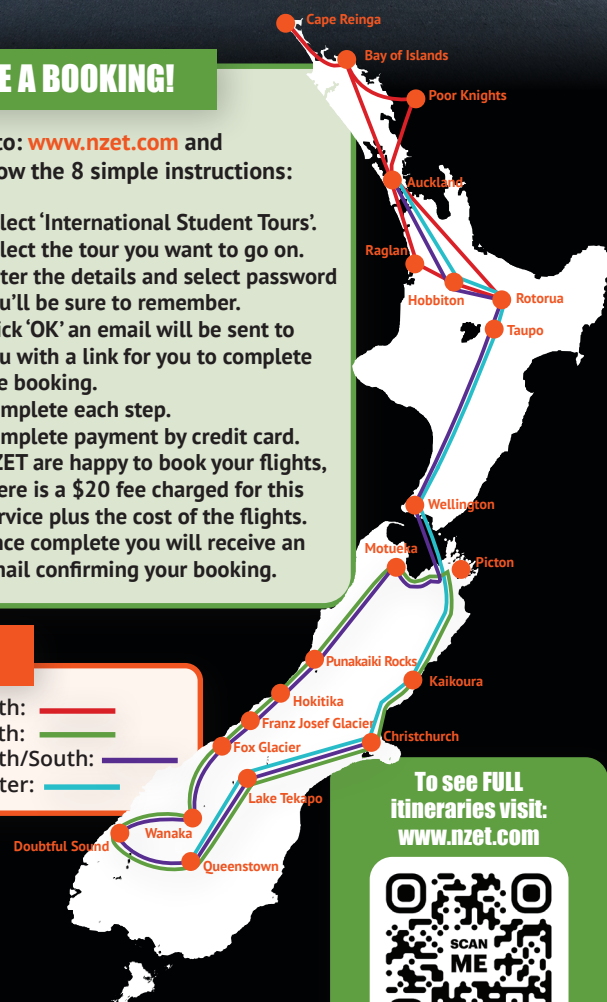 Cape Reinga
Bay of Islands
Poor Knights
Auckland
Raglan
Hobbiton
Rotorua
Taupo
Wellington
Motueka
Picton
Punakaiki Rocks
Kaikoura
Hokitika
Franz Josef Glacier
Christchurch
Fox Glacier
Lake Tekapo
Wanaka
Doubtful Sound
Queenstown
E A BOOKING!
to: www.nzet.com and
ow the 8 simple instructions:
lect ‘International Student Tours’.
lect the tour you want to go on.
ter the details and select password
u’ll be sure to remember.
ick ‘OK’ an email will be sent to
u with a link for you to complete
e booking.
mplete each step.
mplete payment by credit card.
ZET are happy to book your flights,
ere is a $20 fee charged for this
rvice plus the cost of the flights.
nce complete you will receive an
mail confirming your booking.
th:
th:
th/South:
ter:
To see FULL
itineraries visit:
www.nzet.com
SCAN
ME